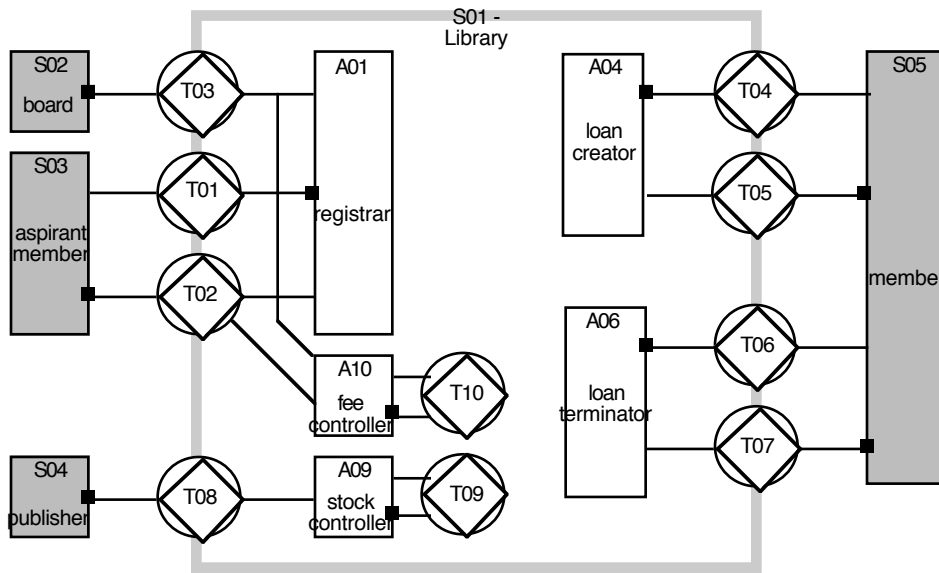 S01 -
Library
S02
board
T03
A01
registrar
A04
loan
creator
T04
S05
member
S03
aspirant
member
T01
T02
T05
A06
loan
terminator
T06
T07
A10
fee
controller
T10
S04
publisher
T08
A09
stock
controller
T09